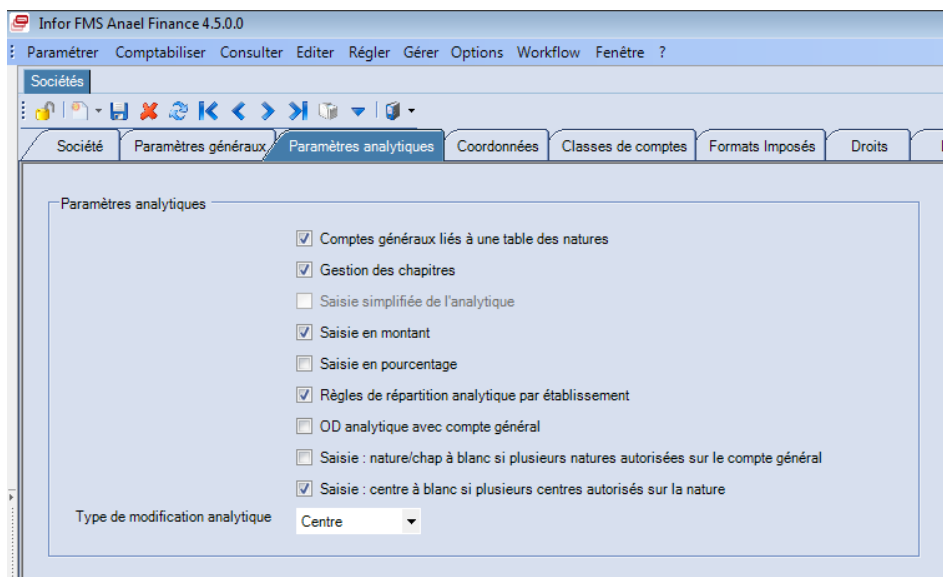 Infor FMS Anael Finance 4.5.0.0
Paramétrer Comptabiliser Consulter Editer Régler Gérer Options Workflow Fenêtre ?
Sociétés
Société Paramètres généraux Paramètres analytiques Coordonnées Classes de comptes Formats Imposés Droits
Paramètres analytiques
Comptes généraux liés à une table des natures
Gestion des chapitres
Saisie simplifiée de l'analytique
Saisie en montant
Saisie en pourcentage
Règles de répartition analytique par établissement
OD analytique avec compte général
Saisie : nature/chap à blanc si plusieurs natures autorisées sur le compte général
Saisie : centre à blanc si plusieurs centres autorisés sur la nature
Type de modification analytique Centre